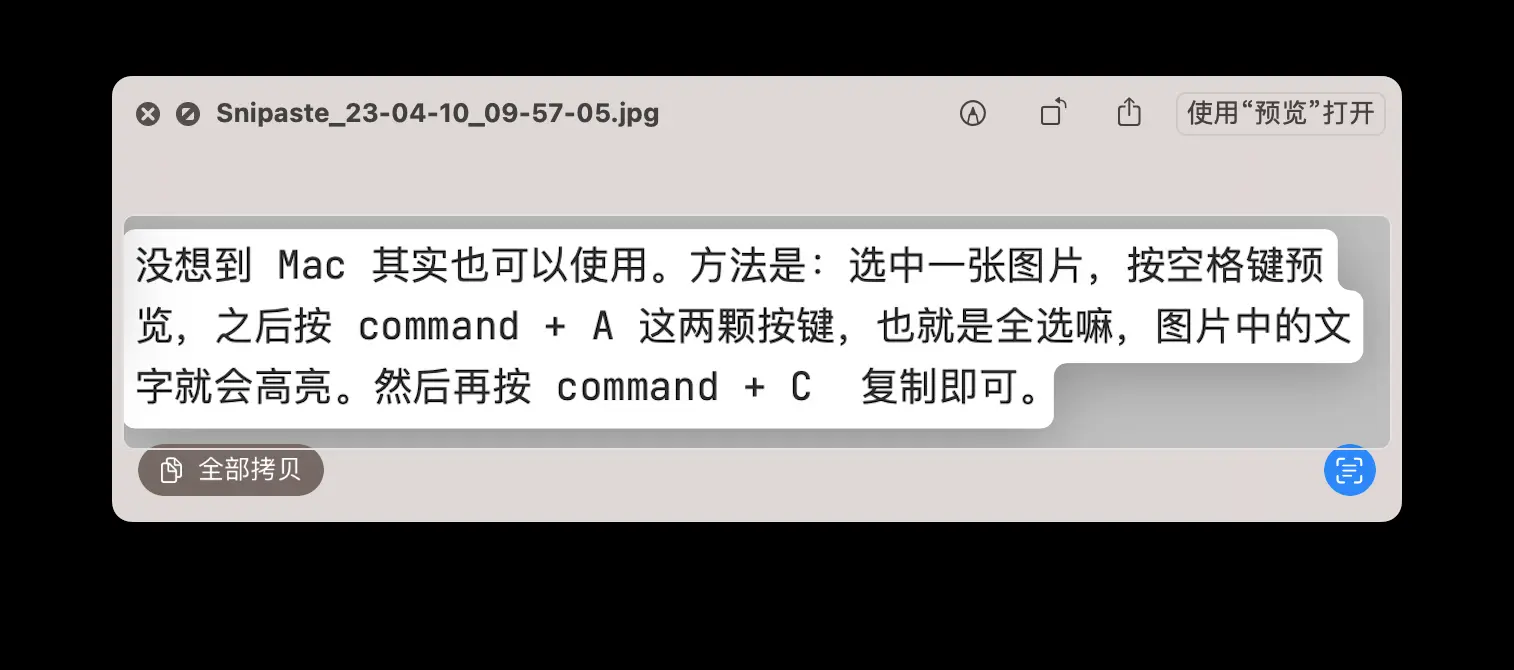 Snipaste_23-04-10_09-57-05.jpg 使用“预览”打开
没想到 Mac 其实也可以使用。方法是：选中一张图片，按空格键预
览，之后按 command + A 这两颗按键，也就是全选嘛，图片中的文
字就会高亮。然后再按 command + C  复制即可。
全部拷贝